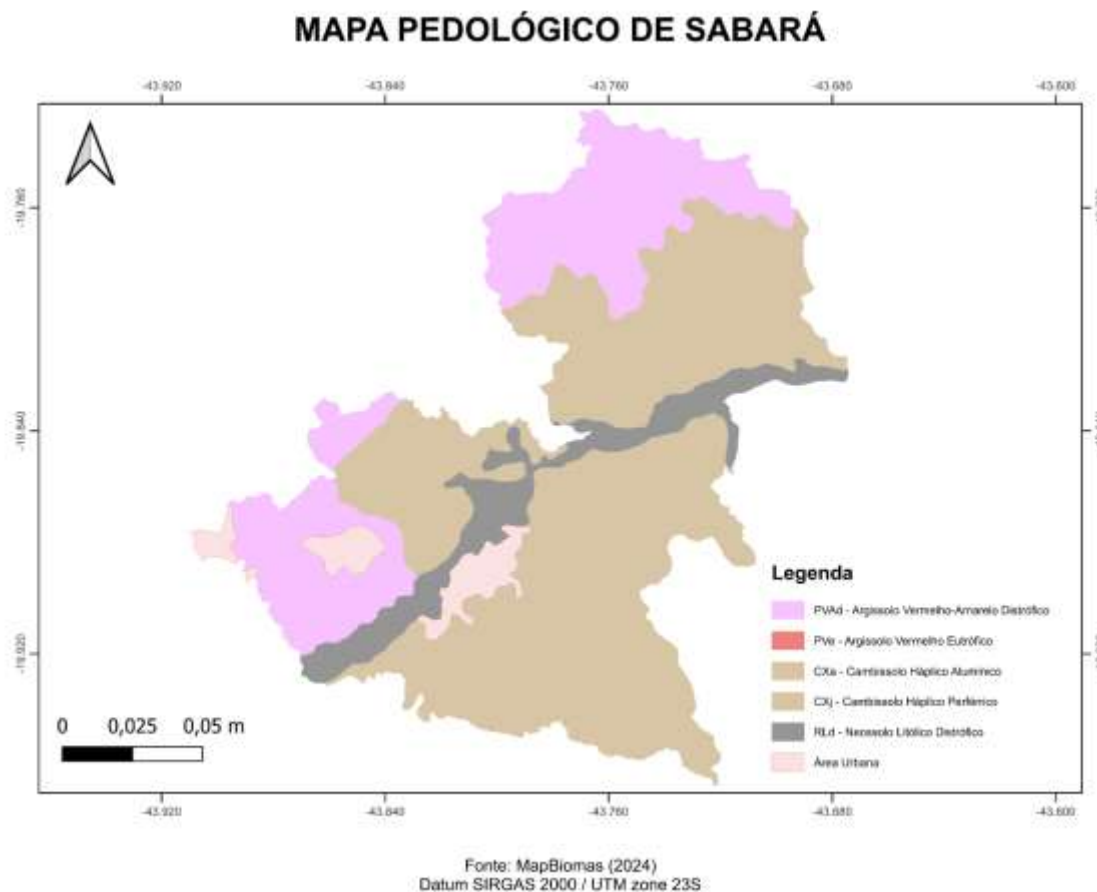 MAPA PEDOLÓGICO DE SABARÁ
-43.920 -43.840 -43.760 -43.680 -43.600
-19.760
-19.840
-19.840
-19.920
Legenda
PVAd - Argissolo Vermelho-Amarelo Distrófico
PVe - Argissolo Vermelho Eutrófico
CXa - Cambissolo Háplico Alumínico
CXj - Cambissolo Háplico Perférrico
RLd - Neossolo Litólico Distrófico
Área Urbana
0 0,025 0,05 m
-43.920 -43.840 -43.760 -43.680 -43.600
Fonte: MapBiomas (2024)
Datum SIRGAS 2000 / UTM zone 23S